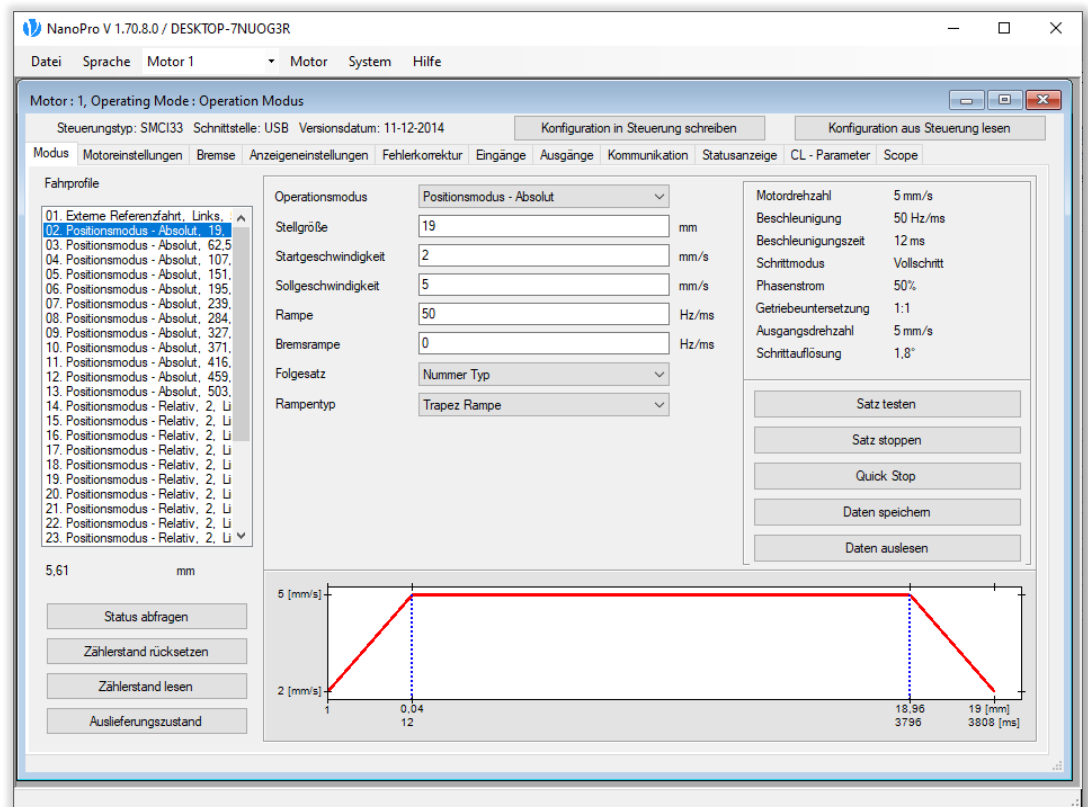 NanoPro V 1.70.8.0 / DESKTOP-7NUOG3R
Datei Sprache Motor 1 Motor System Hilfe
Motor : 1, Operating Mode : Operation Modus
Steuerungstyp: SMCI33 Schnittstelle: USB Versionsdatum: 11-12-2014 Konfiguration in Steuerung schreiben Konfiguration aus Steuerung lesen
Modus Motoreinstellungen Bremse Anzeigeneinstellungen Fehlerkorrektur Eingänge Ausgänge Kommunikation Statusanzeige CL - Parameter Scope
Fahrprofile
01. Externe Referenzfahrt, Links,
02. Positionsmodus - Absolut, 19,
03. Positionsmodus - Absolut, 62,5
04. Positionsmodus - Absolut, 107,
05. Positionsmodus - Absolut, 151,
06. Positionsmodus - Absolut, 195,
07. Positionsmodus - Absolut, 239,
08. Positionsmodus - Absolut, 284,
09. Positionsmodus - Absolut, 327,
10. Positionsmodus - Absolut, 371,
11. Positionsmodus - Absolut, 416,
12. Positionsmodus - Absolut, 459,
13. Positionsmodus - Absolut, 503,
14. Positionsmodus - Relativ, 2, Li
15. Positionsmodus - Relativ, 2, Li
16. Positionsmodus - Relativ, 2, Li
17. Positionsmodus - Relativ, 2, Li
18. Positionsmodus - Relativ, 2, Li
19. Positionsmodus - Relativ, 2, Li
20. Positionsmodus - Relativ, 2, Li
21. Positionsmodus - Relativ, 2, Li
22. Positionsmodus - Relativ, 2, Li
23. Positionsmodus - Relativ, 2, Li
5,61 mm
Status abfragen
Zählerstand rücksetzen
Zählerstand lesen
Auslieferungszustand
Operationsmodus Positionsmodus - Absolut
Stellgröße 19 mm
Startgeschwindigkeit 2 mm/s
Sollgeschwindigkeit 5 mm/s
Rampe 50 Hz/ms
Bremsrampe 0 Hz/ms
Folgesatz Nummer Typ
Rampentyp Trapez Rampe
Motordrehzahl 5 mm/s
Beschleunigung 50 Hz/ms
Beschleunigungszeit 12 ms
Schrittmodus Vollschritt
Phasenstrom 50%
Getriebeuntersetzung 1:1
Ausgangsdrehzahl 5 mm/s
Schrittauflösung 1,8°
Satz testen
Satz stoppen
Quick Stop
Daten speichern
Daten auslesen
5 [mm/s]
2 [mm/s]
1 0,04 18,96 19 [mm]
12 3796 3808 [ms]